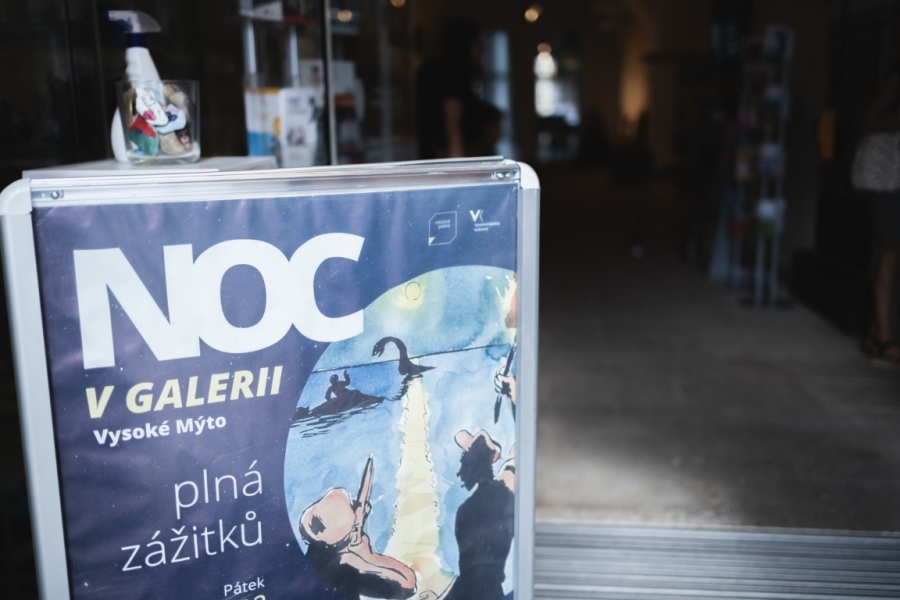 NOC
V GALERII
Vysoké Mýto
plná
zážitků
Pátek